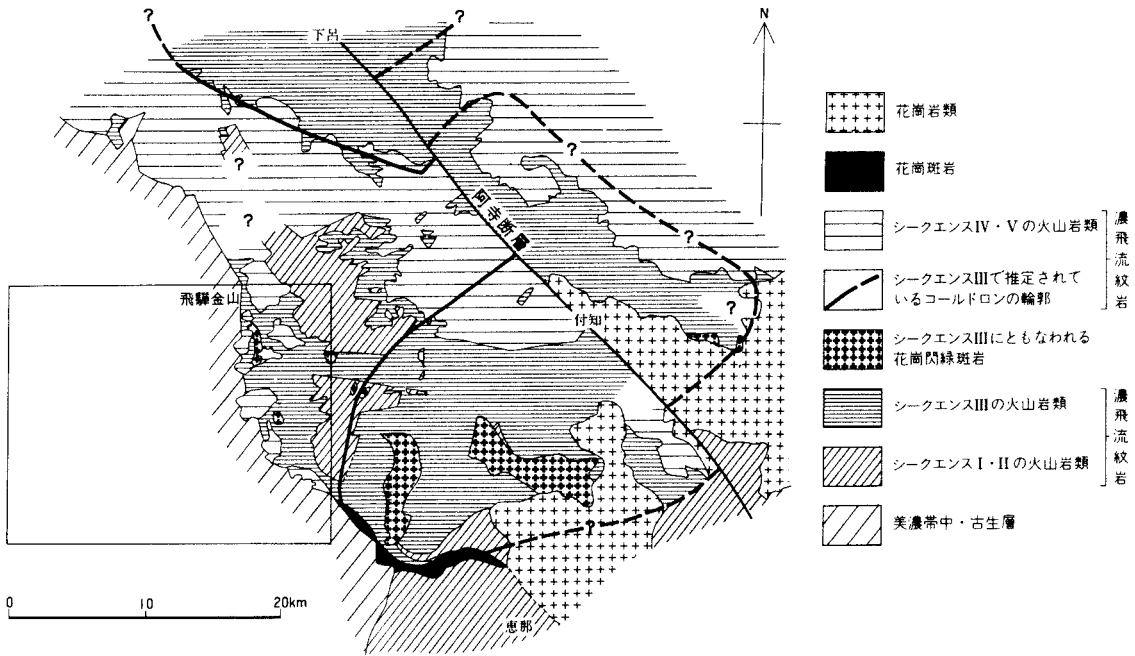 ?
?
N
下呂
?
?
?
阿寺断層
?
飛驒金山
付知
?
?
恵那
0 10 20km
花崗岩類
花崗斑岩
シークエンスIV・Vの火山岩類
シークエンスIIIで推定されて
いるコールドロンの輪郭
濃飛流紋岩
シークエンスIIIにともなわれる
花崗閃緑斑岩
シークエンスIIIの火山岩類
シークエンスI・IIの火山岩類
濃飛流紋岩
美濃帯中・古生層